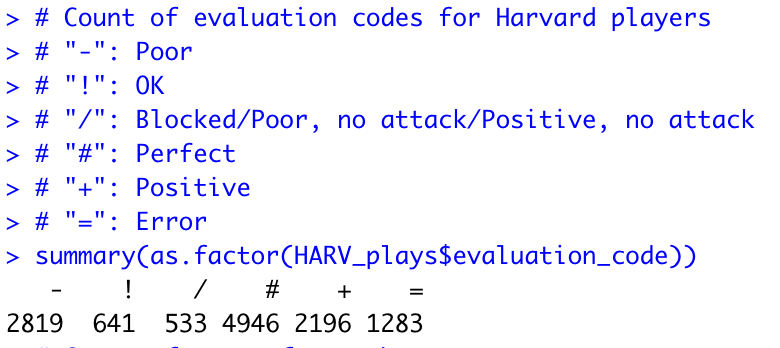 > # Count of evaluation codes for Harvard players
> # "-": Poor
> # "!": OK
> # "/": Blocked/Poor, no attack/Positive, no attack
> # "#": Perfect
> # "+": Positive
> # "=": Error
> summary(as.factor(HARV_plays$evaluation_code))
   -    !    /    #    +    =
2819  641  533 4946 2196 1283